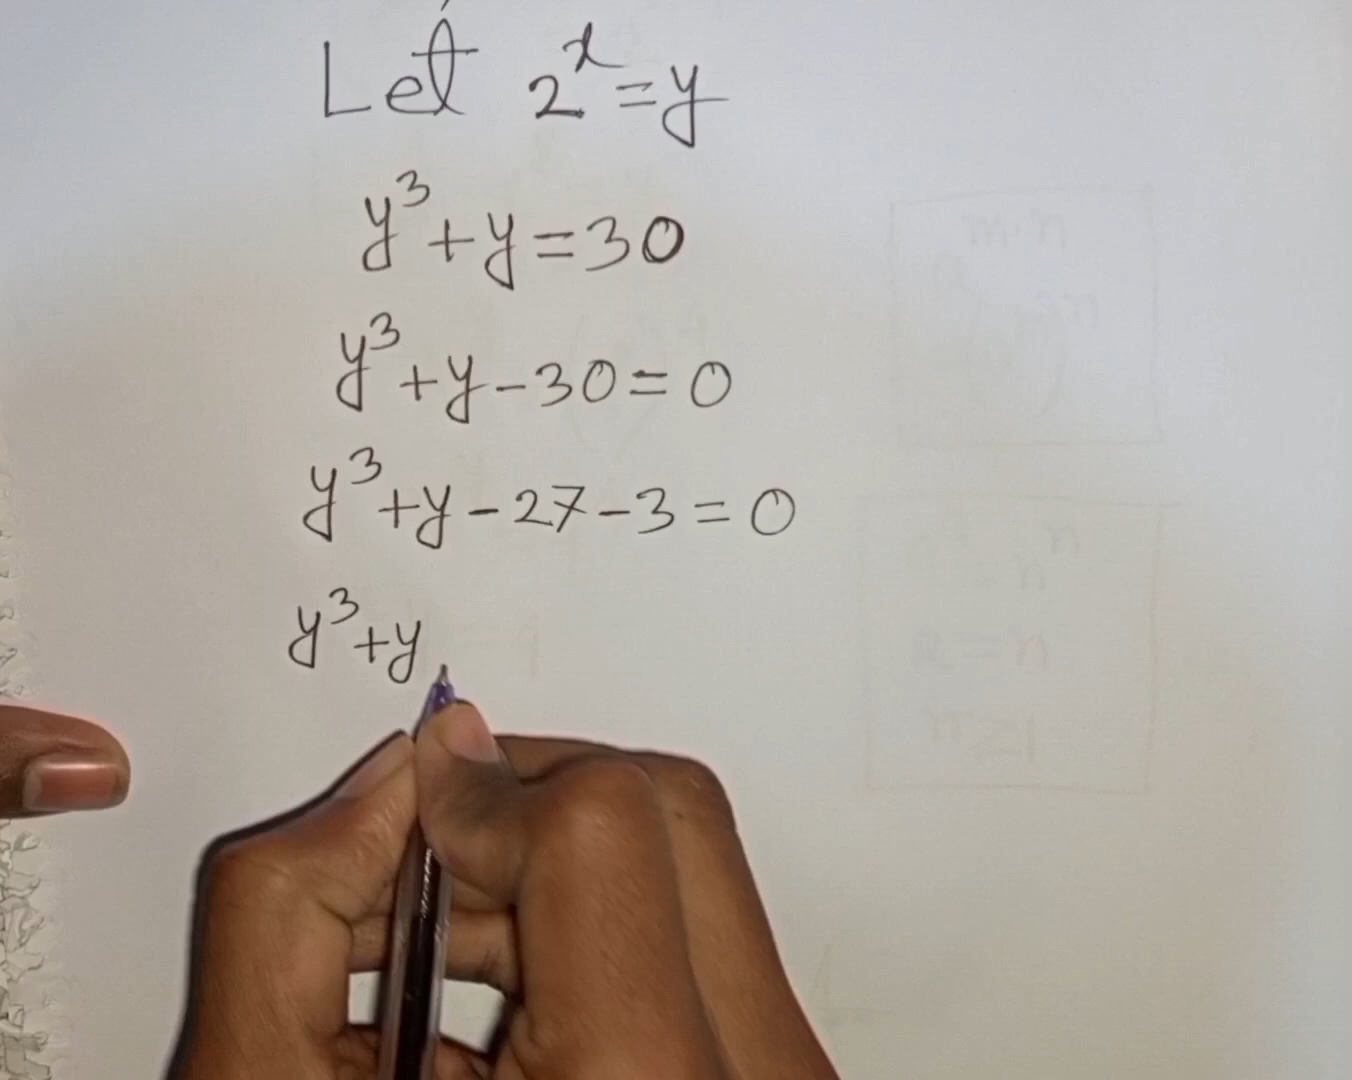 Let 2^x = y
y^3 + y = 30
y^3 + y - 30 = 0
y^3 + y - 27 - 3 = 0
y^3 + y